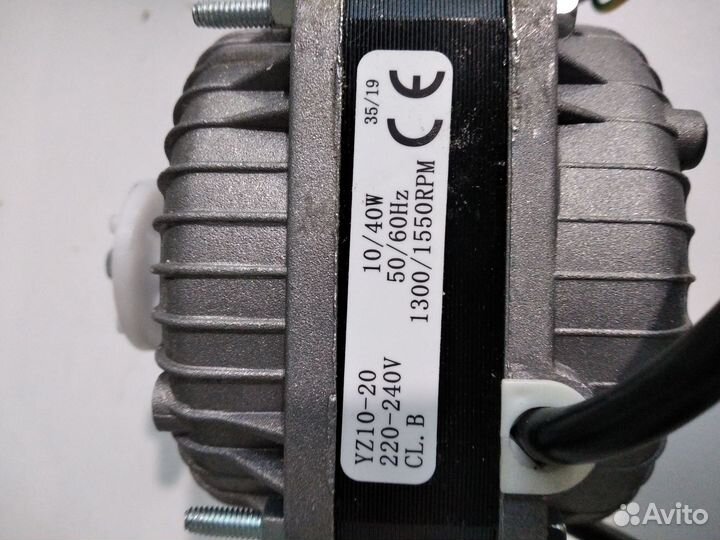 YZ10-20 10/40W 35/19
220-240V 50/60Hz
CL.B 1300/1550RPM CE
Avito